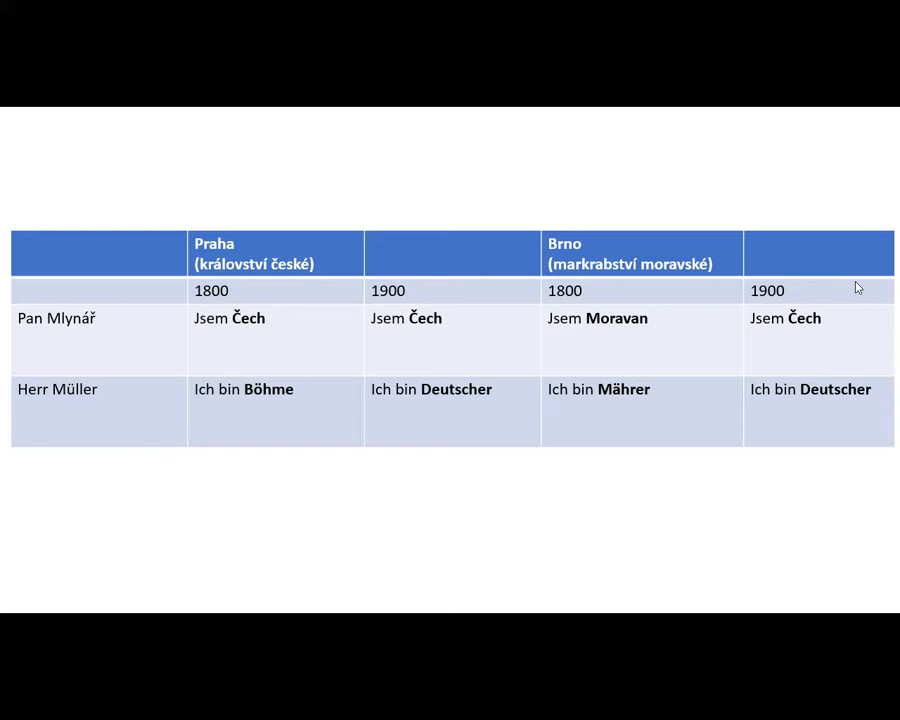 Praha
(království české)
Brno
(markrabství moravské)
1800 1900 1800 1900
Pan Mlynář Jsem Čech Jsem Čech Jsem Moravan Jsem Čech
Herr Müller Ich bin Böhme Ich bin Deutscher Ich bin Mährer Ich bin Deutscher